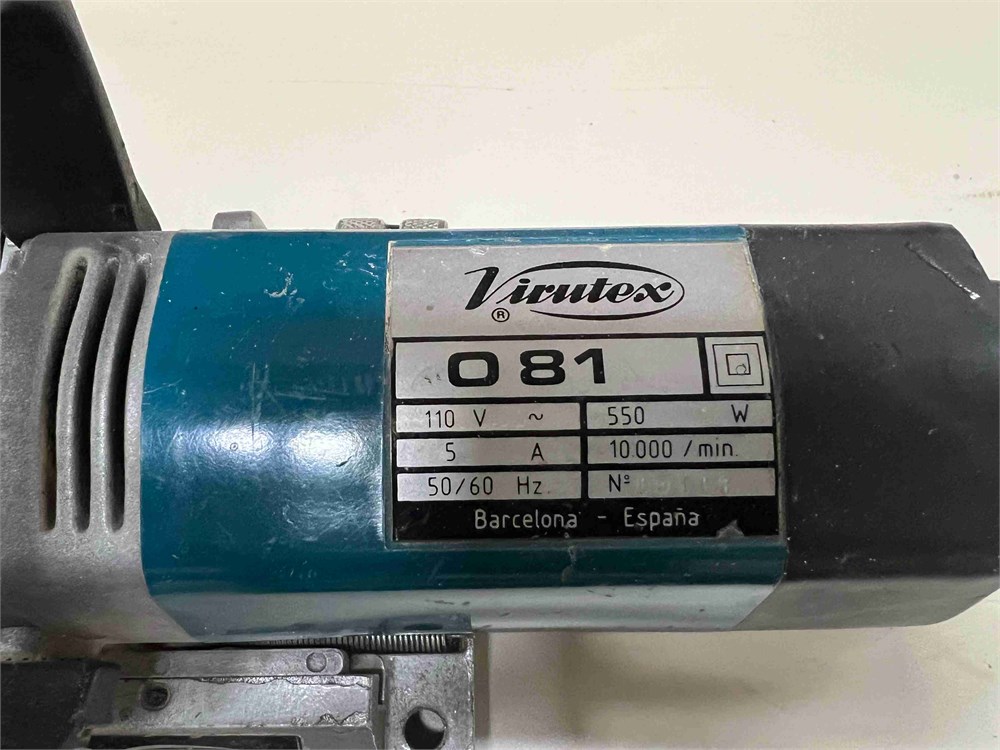 Virutex
®
O 81
110 V ~ 550 W
5 A 10.000 / min.
50/60 Hz. Nº
Barcelona - España